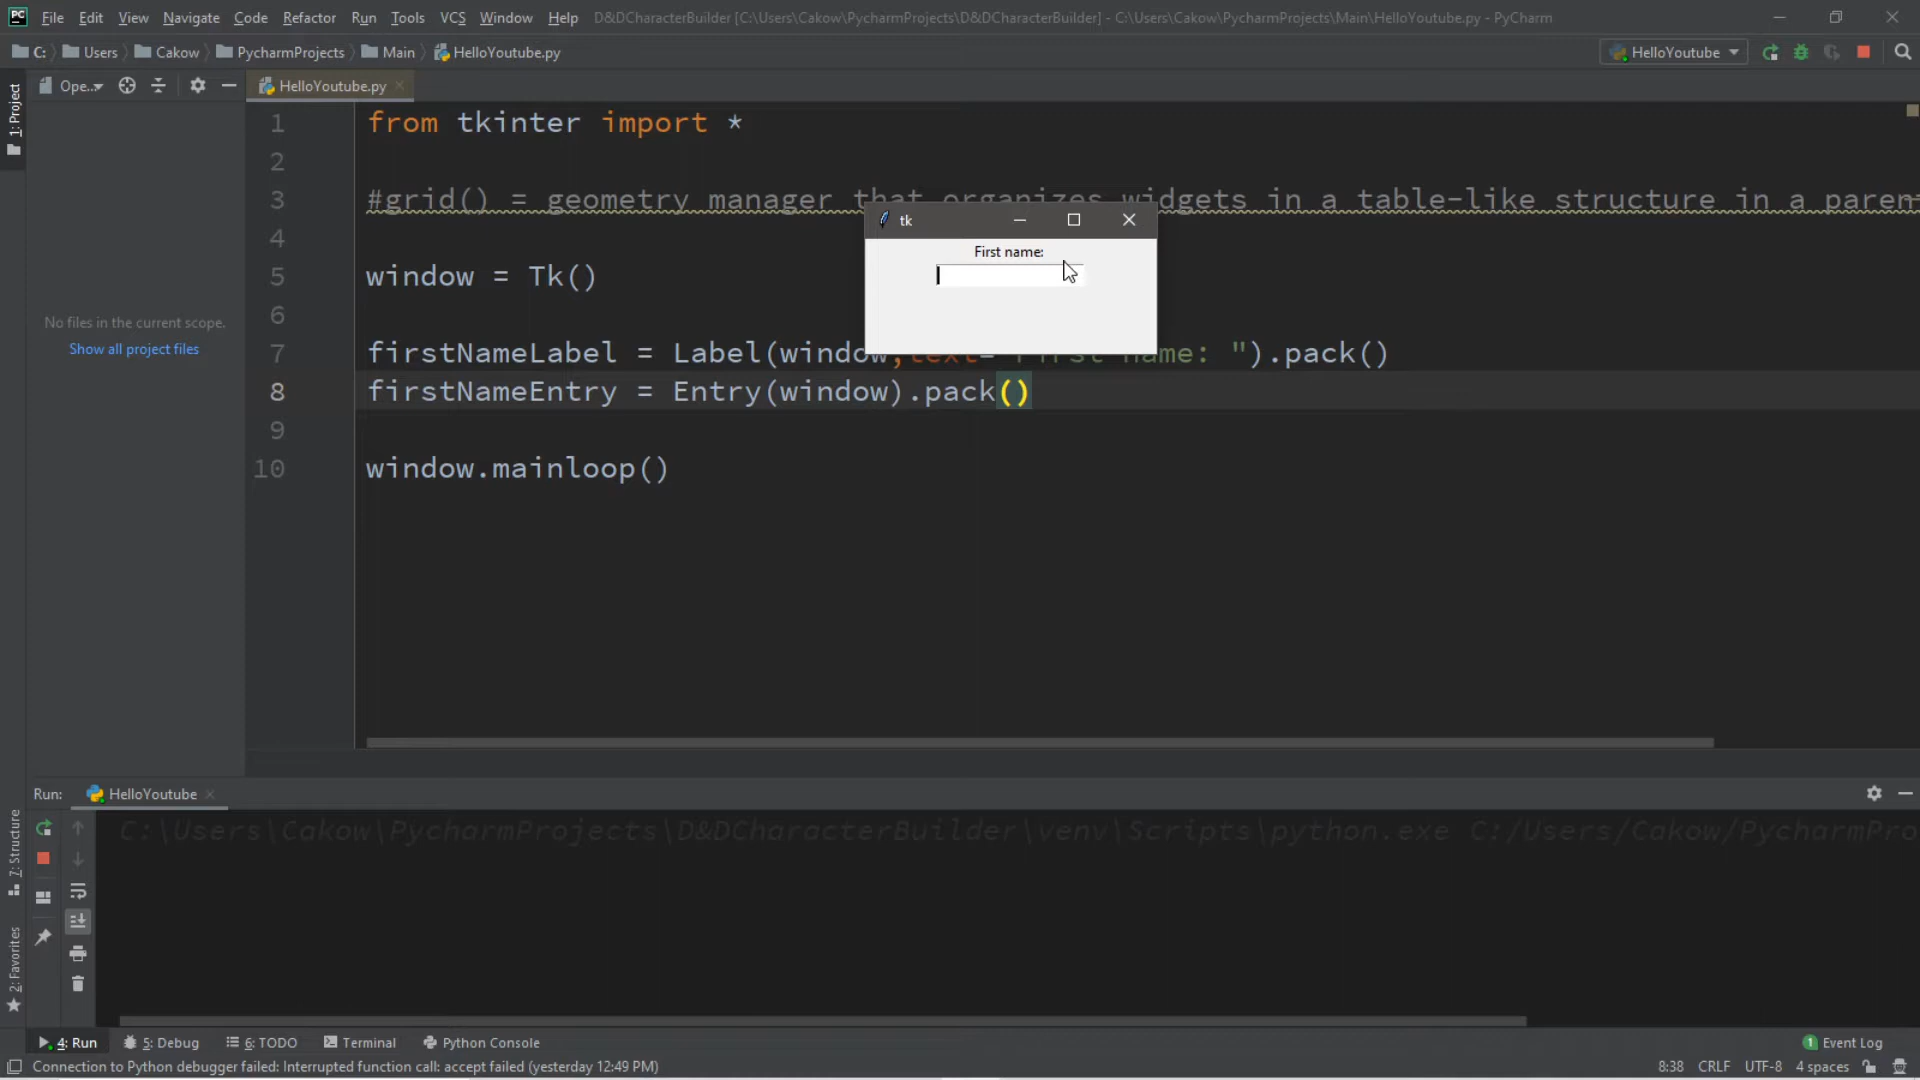 PC File Edit View Navigate Code Refactor Run Tools VCS Window Help D&DCharacterBuilder [C:\Users\Cakow\PycharmProjects\D&DCharacterBuilder] - C:\Users\Cakow\PycharmProjects\Main\HelloYoutube.py - PyCharm
C: Users Cakow PycharmProjects Main HelloYoutube.py HelloYoutube
1: Project
Ope.. HelloYoutube.py
1 from tkinter import *
2
3 #grid() = geometry manager that organizes widgets in a table-like structure in a paren
4
tk
First name:
5 window = Tk()
6
7 firstNameLabel = Label(window,text="First name: ").pack()
8 firstNameEntry = Entry(window).pack()
9
10 window.mainloop()
No files in the current scope.
Show all project files
Run: HelloYoutube
C:\Users\Cakow\PycharmProjects\D&DCharacterBuilder\venv\Scripts\python.exe C:/Users/Cakow/PycharmPro
7: Structure
2: Favorites
4: Run 5: Debug 6: TODO Terminal Python Console 1 Event Log
Connection to Python debugger failed: Interrupted function call: accept failed (yesterday 12:49 PM) 8:38 CRLF UTF-8 4 spaces